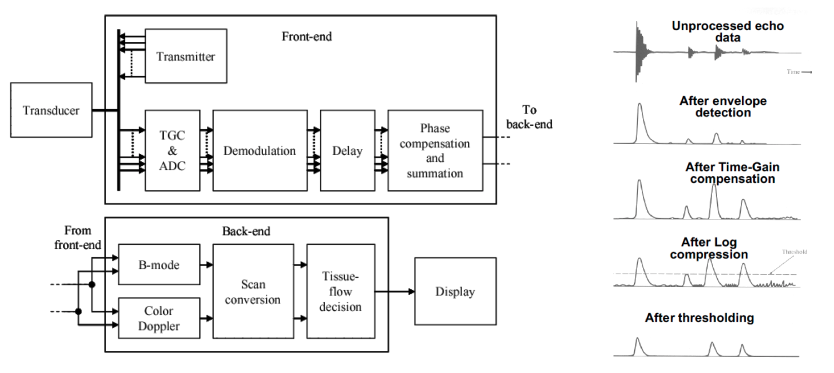 Front-end
Transmitter
Transducer
TGC
&
ADC
Demodulation
Delay
Phase
compensation
and
summation
To
back-end
From
front-end
Back-end
B-mode
Color
Doppler
Scan
conversion
Tissue-
flow
decision
Display
Unprocessed echo
data
Time
After envelope
detection
After Time-Gain
compensation
After Log
compression
Threshold
After thresholding